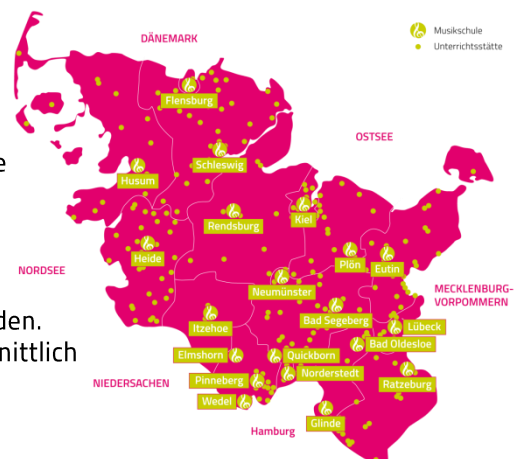 DÄNEMARK
Musikschule
Unterrichtsstätte
Flensburg
OSTSEE
e
Schleswig
Husum
Rendsburg
Kiel
Heide
Plön
Eutin
NORDSEE
Neumünster
MECKLENBURG-
VORPOMMERN
Bad Segeberg
den.
Itzehoe
Lübeck
Bad Oldesloe
nittlich
Elmshorn
Quickborn
Norderstedt
NIEDERSACHEN
Pinneberg
Ratzeburg
Wedel
Glinde
Hamburg